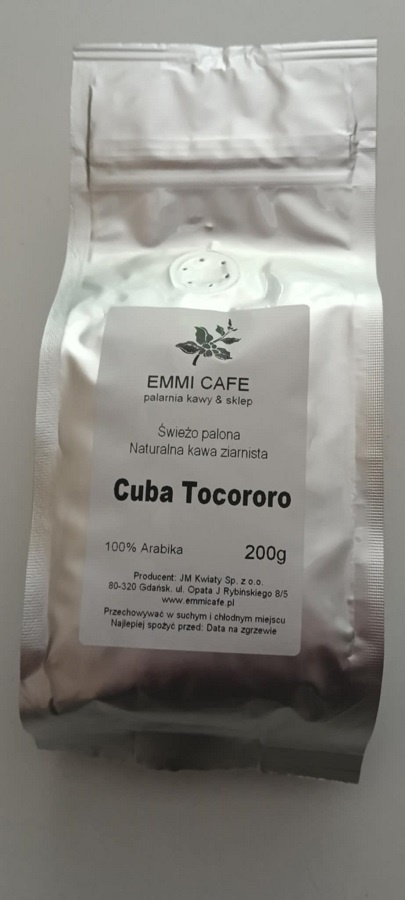 EMMI CAFE
palarnia kawy & sklep
Świeżo palona
Naturalna kawa ziarnista
Cuba Tocororo
100% Arabika
200g
Producent: JM Kwiaty Sp. z o.o.
80-320 Gdańsk, ul. Opata J Rybińskiego 8/5
www.emmicafe.pl
Przechowywać w suchym i chłodnym miejscu
Najlepiej spożyć przed: Data na zgrzewie